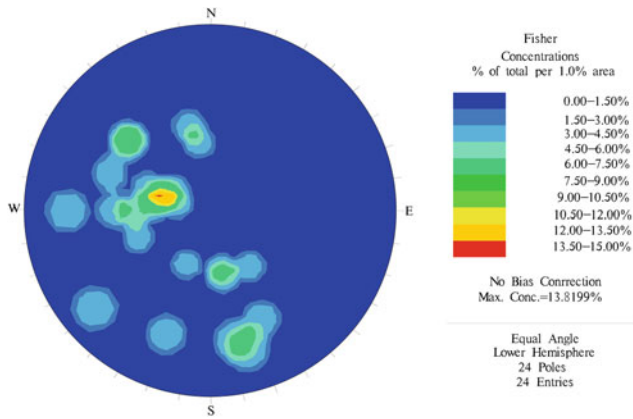 N
W
E
S
Fisher
Concentrations
% of total per 1.0% area
0.00-1.50%
1.50-3.00%
3.00-4.50%
4.50-6.00%
6.00-7.50%
7.50-9.00%
9.00-10.50%
10.50-12.00%
12.00-13.50%
13.50-15.00%
No Bias Conrrection
Max. Conc.=13.8199%
Equal Angle
Lower Hemisphere
24 Poles
24 Entries